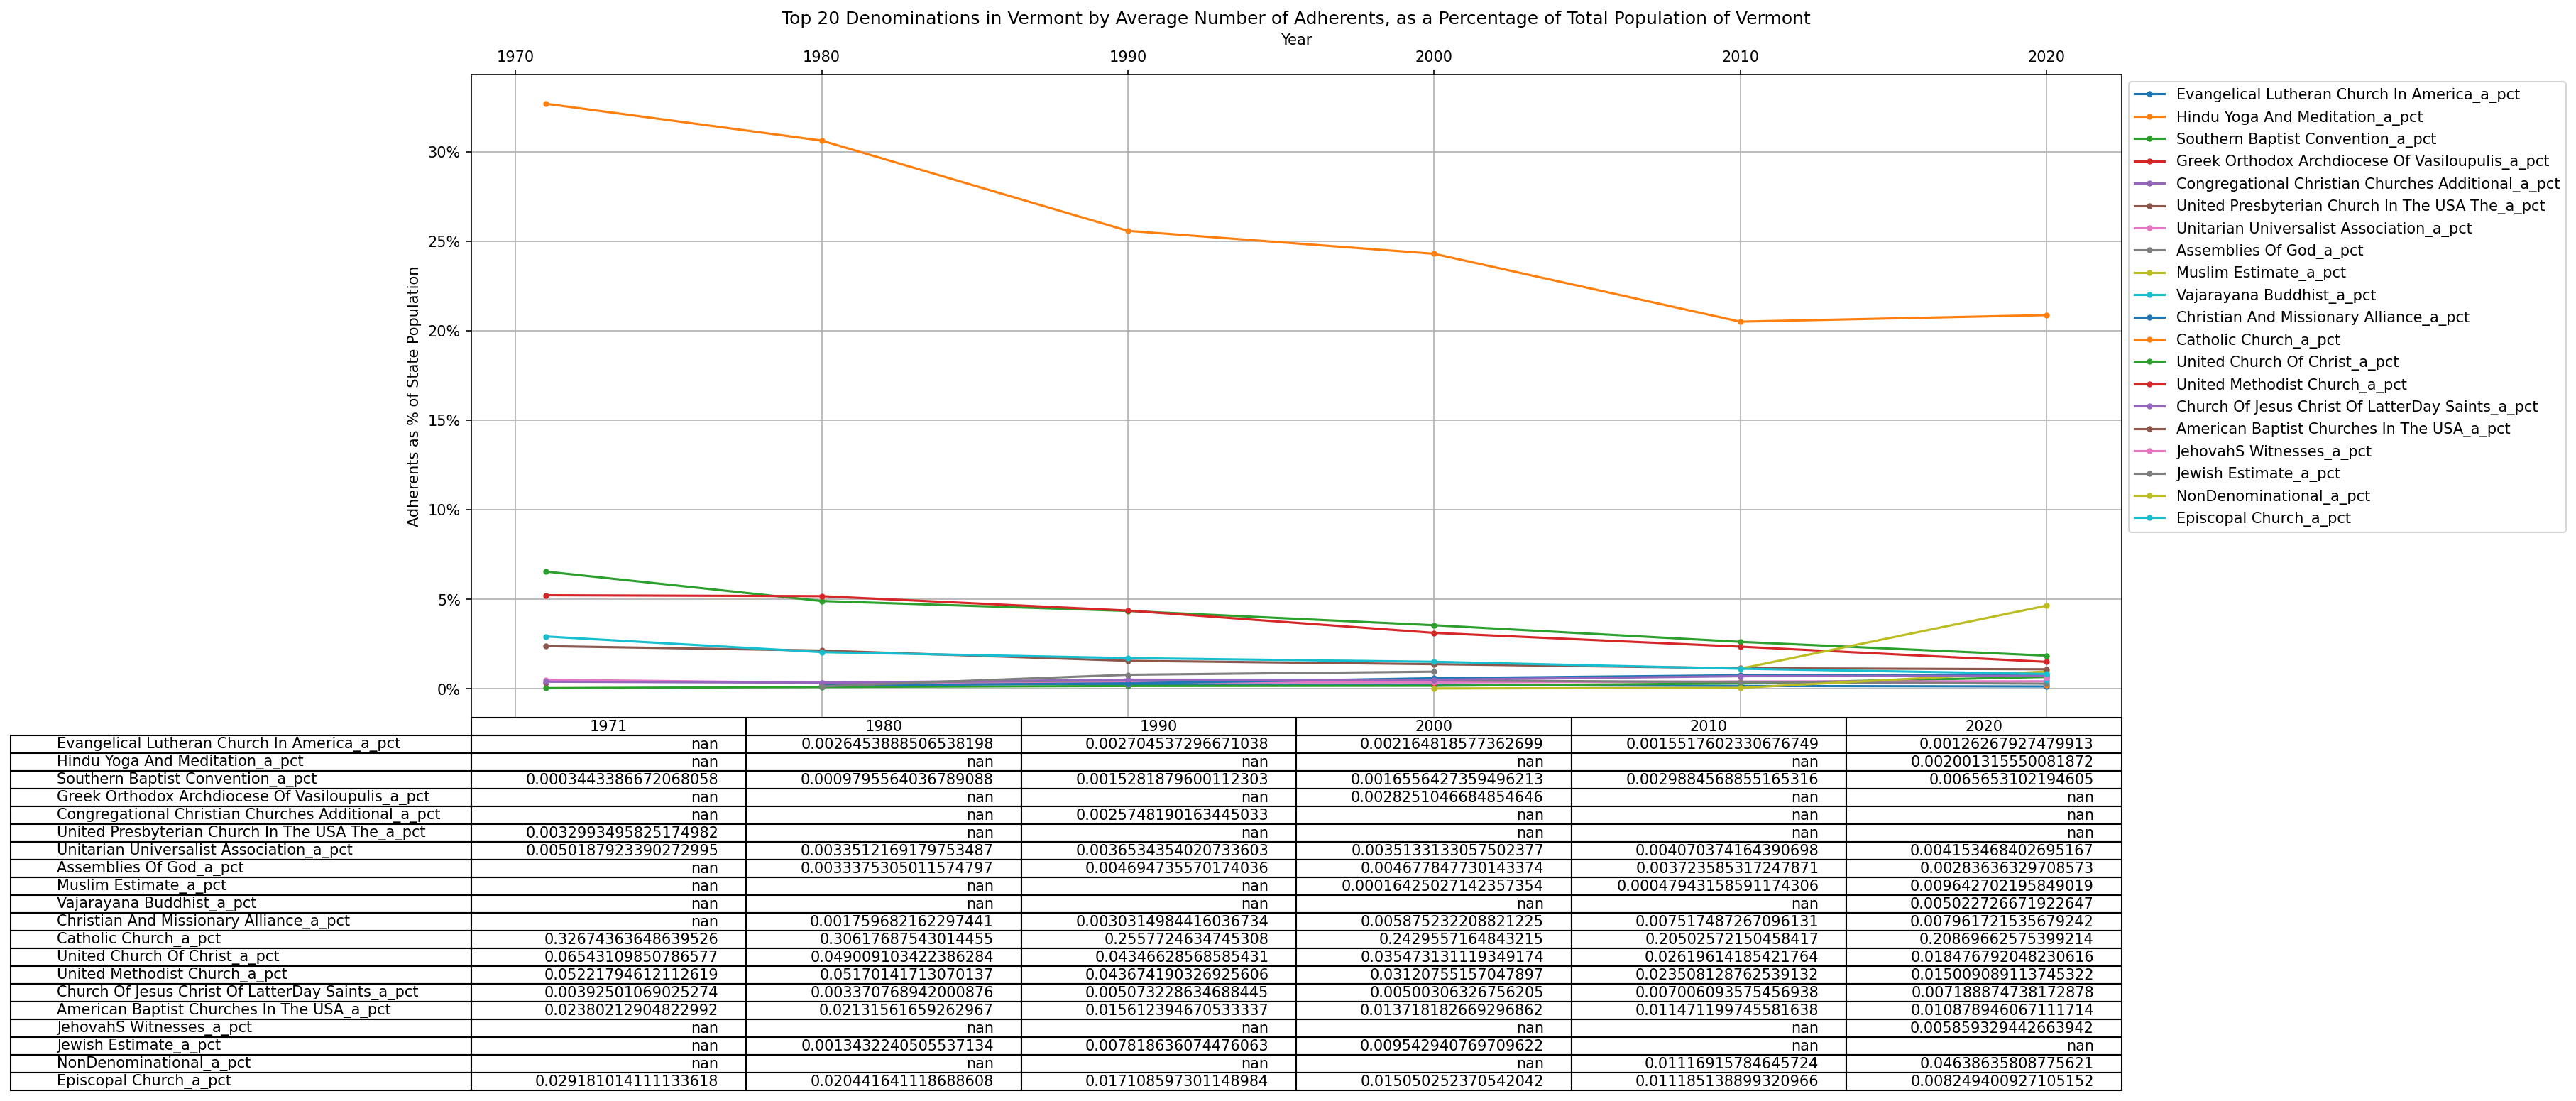 Top 20 Denominations in Vermont by Average Number of Adherents, as a Percentage of Total Population of Vermont
Year
1970 1980 1990 2000 2010 2020
Adherents as % of State Population
30%
25%
20%
15%
10%
5%
0%
Evangelical Lutheran Church In America_a_pct
Hindu Yoga And Meditation_a_pct
Southern Baptist Convention_a_pct
Greek Orthodox Archdiocese Of Vasiloupulis_a_pct
Congregational Christian Churches Additional_a_pct
United Presbyterian Church In The USA The_a_pct
Unitarian Universalist Association_a_pct
Assemblies Of God_a_pct
Muslim Estimate_a_pct
Vajarayana Buddhist_a_pct
Christian And Missionary Alliance_a_pct
Catholic Church_a_pct
United Church Of Christ_a_pct
United Methodist Church_a_pct
Church Of Jesus Christ Of LatterDay Saints_a_pct
American Baptist Churches In The USA_a_pct
JehovahS Witnesses_a_pct
Jewish Estimate_a_pct
NonDenominational_a_pct
Episcopal Church_a_pct
1971 1980 1990 2000 2010 2020
Evangelical Lutheran Church In America_a_pct nan 0.0026453888506538198 0.002704537296671038 0.002164818577362699 0.0015517602330676749 0.00126267927479913
Hindu Yoga And Meditation_a_pct nan nan nan nan nan 0.002001315550081872
Southern Baptist Convention_a_pct 0.0003443386672068058 0.0009795564036789088 0.0015281879600112303 0.0016556427359496213 0.0029884568855165316 0.0065653102194605
Greek Orthodox Archdiocese Of Vasiloupulis_a_pct nan nan nan 0.0028251046684854646 nan nan
Congregational Christian Churches Additional_a_pct nan nan 0.0025748190163445033 nan nan nan
United Presbyterian Church In The USA The_a_pct 0.0032993495825174982 nan nan nan nan nan
Unitarian Universalist Association_a_pct 0.0050187923390272995 0.0033512169179753487 0.0036534354020733603 0.0035133133057502377 0.004070374164390698 0.004153468402695167
Assemblies Of God_a_pct nan 0.0033375305011574797 0.004694735570174036 0.004677847730143374 0.003723585317247871 0.00283636329708573
Muslim Estimate_a_pct nan nan nan 0.00016425027142357354 0.00047943158591174306 0.009642702195849019
Vajarayana Buddhist_a_pct nan nan nan nan nan 0.005022726671922647
Christian And Missionary Alliance_a_pct nan 0.001759682162297441 0.0030314984416036734 0.005875232208821225 0.007517487267096131 0.007961721535679242
Catholic Church_a_pct 0.32674363648639526 0.30617687543014455 0.2557724634745308 0.2429557164843215 0.20502572150458417 0.208696625753992​14
United Church Of Christ_a_pct 0.06543109850786577 0.049009103422386284 0.04346628568585431 0.035473131119349174 0.02619614185421764 0.018476792048230616
United Methodist Church_a_pct 0.05221794612112619 0.05170141713070137 0.043674190326925606 0.03120755157047897 0.023508128762539132 0.015009089113745322
Church Of Jesus Christ Of LatterDay Saints_a_pct 0.00392501069025274 0.003370768942000876 0.005073228634688445 0.00500306326756205 0.007006093575456938 0.007188874738172878
American Baptist Churches In The USA_a_pct 0.02380212904822992 0.02131561659262967 0.015612394670533337 0.013718182669296862 0.011471199745581638 0.010878946067111714
JehovahS Witnesses_a_pct nan nan nan nan nan 0.005859329442663942
Jewish Estimate_a_pct nan 0.0013432240505537134 0.007818636074476063 0.009542940769709622 nan nan
NonDenominational_a_pct nan nan nan nan 0.01116915784645724 0.04638635808775621
Episcopal Church_a_pct 0.029181014111133618 0.020441641118688608 0.017108597301148984 0.015050252370542042 0.011185138899320966 0.008249400927105152